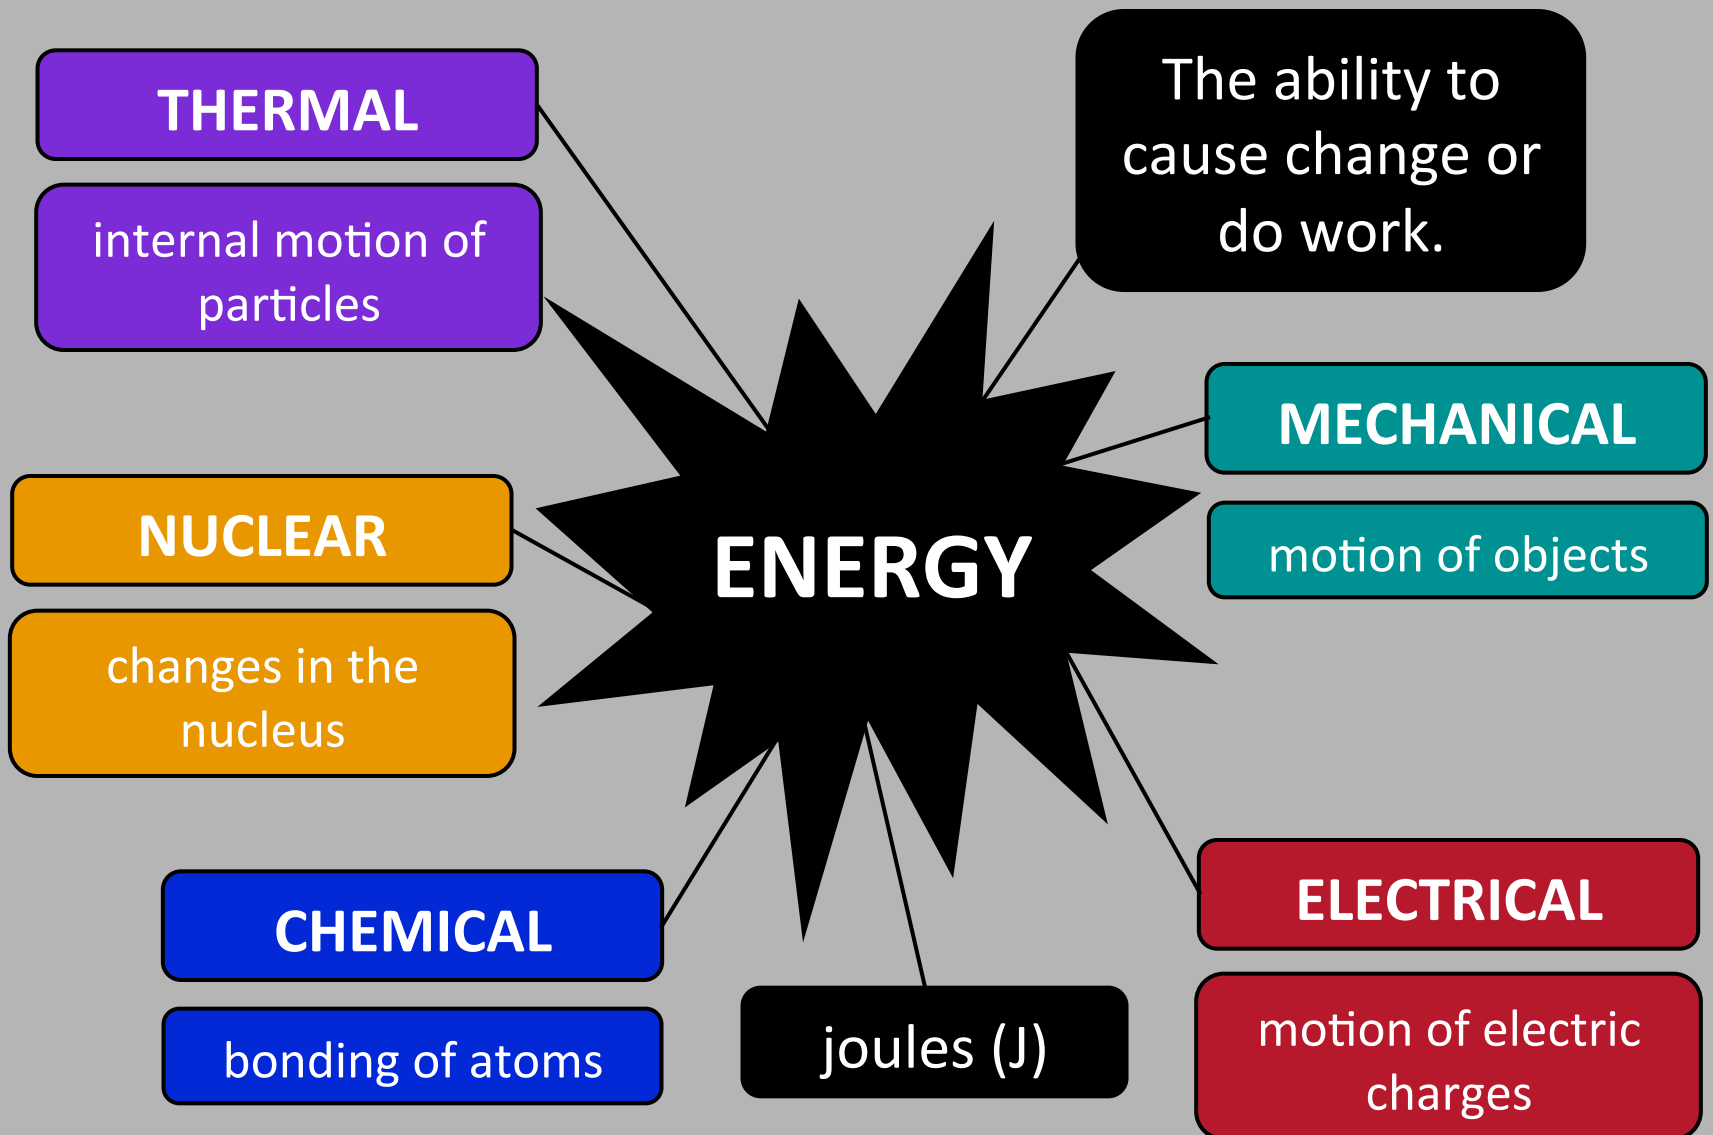 THERMAL
internal motion of
particles
The ability to
cause change or
do work.
MECHANICAL
motion of objects
NUCLEAR
changes in the
nucleus
ENERGY
CHEMICAL
bonding of atoms
joules (J)
ELECTRICAL
motion of electric
charges